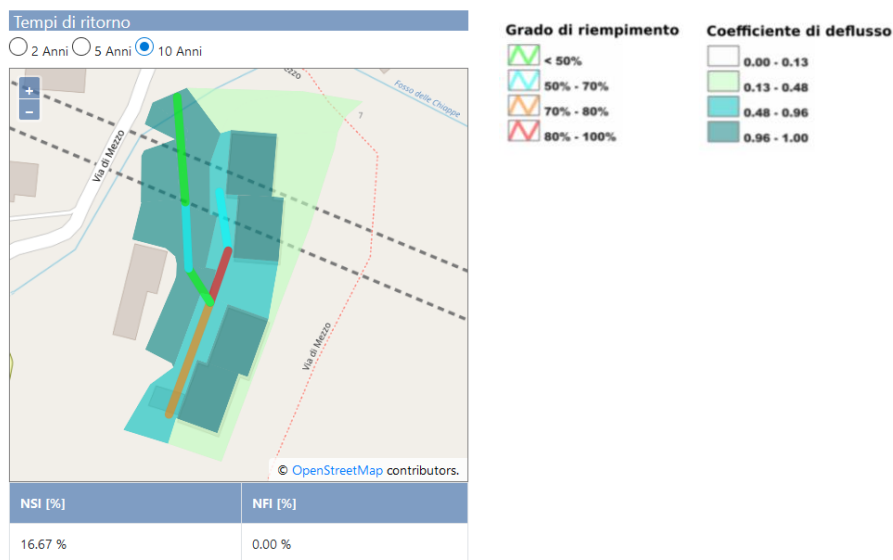 Tempi di ritorno
2 Anni 5 Anni 10 Anni
+
−
Via di Mezzo
Fosso delle Chiappe
Via di Mezzo
© OpenStreetMap contributors.
NSI [%] NFI [%]
16.67 % 0.00 %
Grado di riempimento
< 50%
50% - 70%
70% - 80%
80% - 100%
Coefficiente di deflusso
0.00 - 0.13
0.13 - 0.48
0.48 - 0.96
0.96 - 1.00